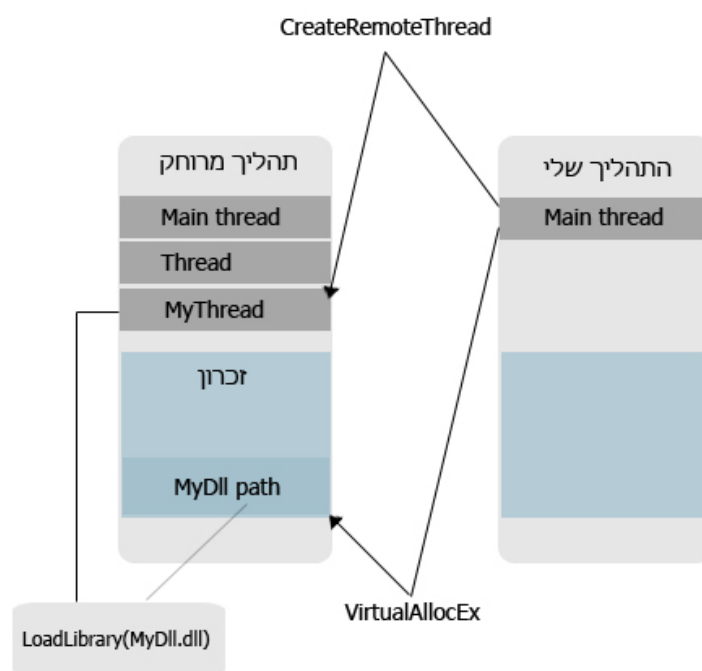 CreateRemoteThread
תהליך מרוחק
התהליך שלי
Main thread
Main thread
Thread
MyThread
זכרון
MyDll path
VirtualAllocEx
LoadLibrary(MyDll.dll)